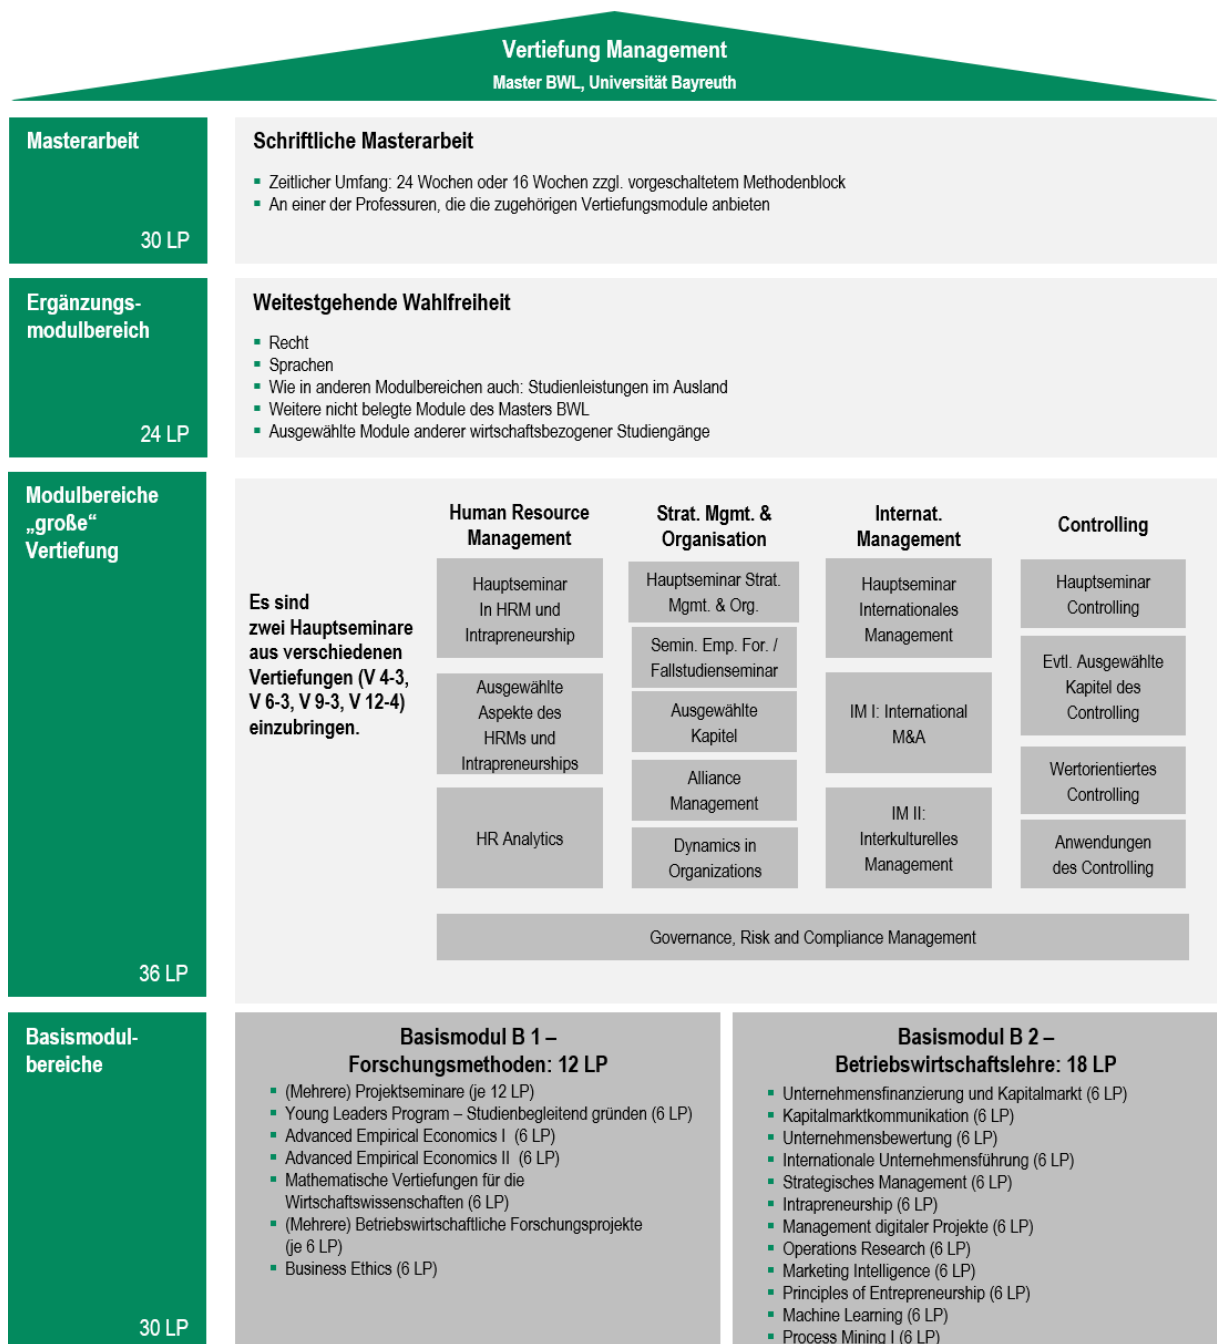 Vertiefung Management
Master BWL, Universität Bayreuth
Masterarbeit
30 LP
Schriftliche Masterarbeit
▪ Zeitlicher Umfang: 24 Wochen oder 16 Wochen zzgl. vorgeschaltetem Methodenblock
▪ An einer der Professuren, die die zugehörigen Vertiefungsmodule anbieten
Ergänzungs-
modulbereich
24 LP
Weitestgehende Wahlfreiheit
▪ Recht
▪ Sprachen
▪ Wie in anderen Modulbereichen auch: Studienleistungen im Ausland
▪ Weitere nicht belegte Module des Masters BWL
▪ Ausgewählte Module anderer wirtschaftsbezogener Studiengänge
Modulbereiche
„große“
Vertiefung
36 LP
Es sind
zwei Hauptseminare
aus verschiedenen
Vertiefungen (V 4-3,
V 6-3, V 9-3, V 12-4)
einzubringen.
Human Resource
Management
Hauptseminar
In HRM und
Intrapreneurship
Ausgewählte
Aspekte des
HRMs und
Intrapreneurships
HR Analytics
Strat. Mgmt. &
Organisation
Hauptseminar Strat.
Mgmt. & Org.
Semin. Emp. For. /
Fallstudienseminar
Ausgewählte
Kapitel
Alliance
Management
Dynamics in
Organizations
Internat.
Management
Hauptseminar
Internationales
Management
IM I: International
M&A
IM II:
Interkulturelles
Management
Controlling
Hauptseminar
Controlling
Evtl. Ausgewählte
Kapitel des
Controlling
Wertorientiertes
Controlling
Anwendungen
des Controlling
Governance, Risk and Compliance Management
Basismodul-
bereiche
30 LP
Basismodul B 1 –
Forschungsmethoden: 12 LP
▪ (Mehrere) Projektseminare (je 12 LP)
▪ Young Leaders Program – Studienbegleitend gründen (6 LP)
▪ Advanced Empirical Economics I (6 LP)
▪ Advanced Empirical Economics II (6 LP)
▪ Mathematische Vertiefungen für die
Wirtschaftswissenschaften (6 LP)
▪ (Mehrere) Betriebswirtschaftliche Forschungsprojekte
(je 6 LP)
▪ Business Ethics (6 LP)
Basismodul B 2 –
Betriebswirtschaftslehre: 18 LP
▪ Unternehmensfinanzierung und Kapitalmarkt (6 LP)
▪ Kapitalmarktkommunikation (6 LP)
▪ Unternehmensbewertung (6 LP)
▪ Internationale Unternehmensführung (6 LP)
▪ Strategisches Management (6 LP)
▪ Intrapreneurship (6 LP)
▪ Management digitaler Projekte (6 LP)
▪ Operations Research (6 LP)
▪ Marketing Intelligence (6 LP)
▪ Principles of Entrepreneurship (6 LP)
▪ Machine Learning (6 LP)
▪ Process Mining I (6 LP)